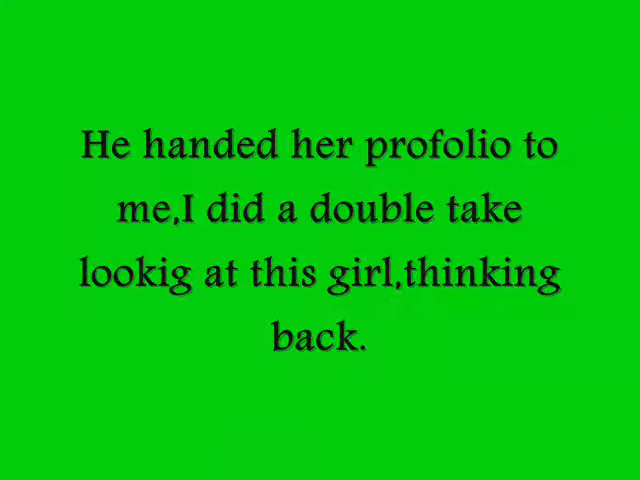 He handed her profolio to
me,I did a double take
lookig at this girl,thinking
back.